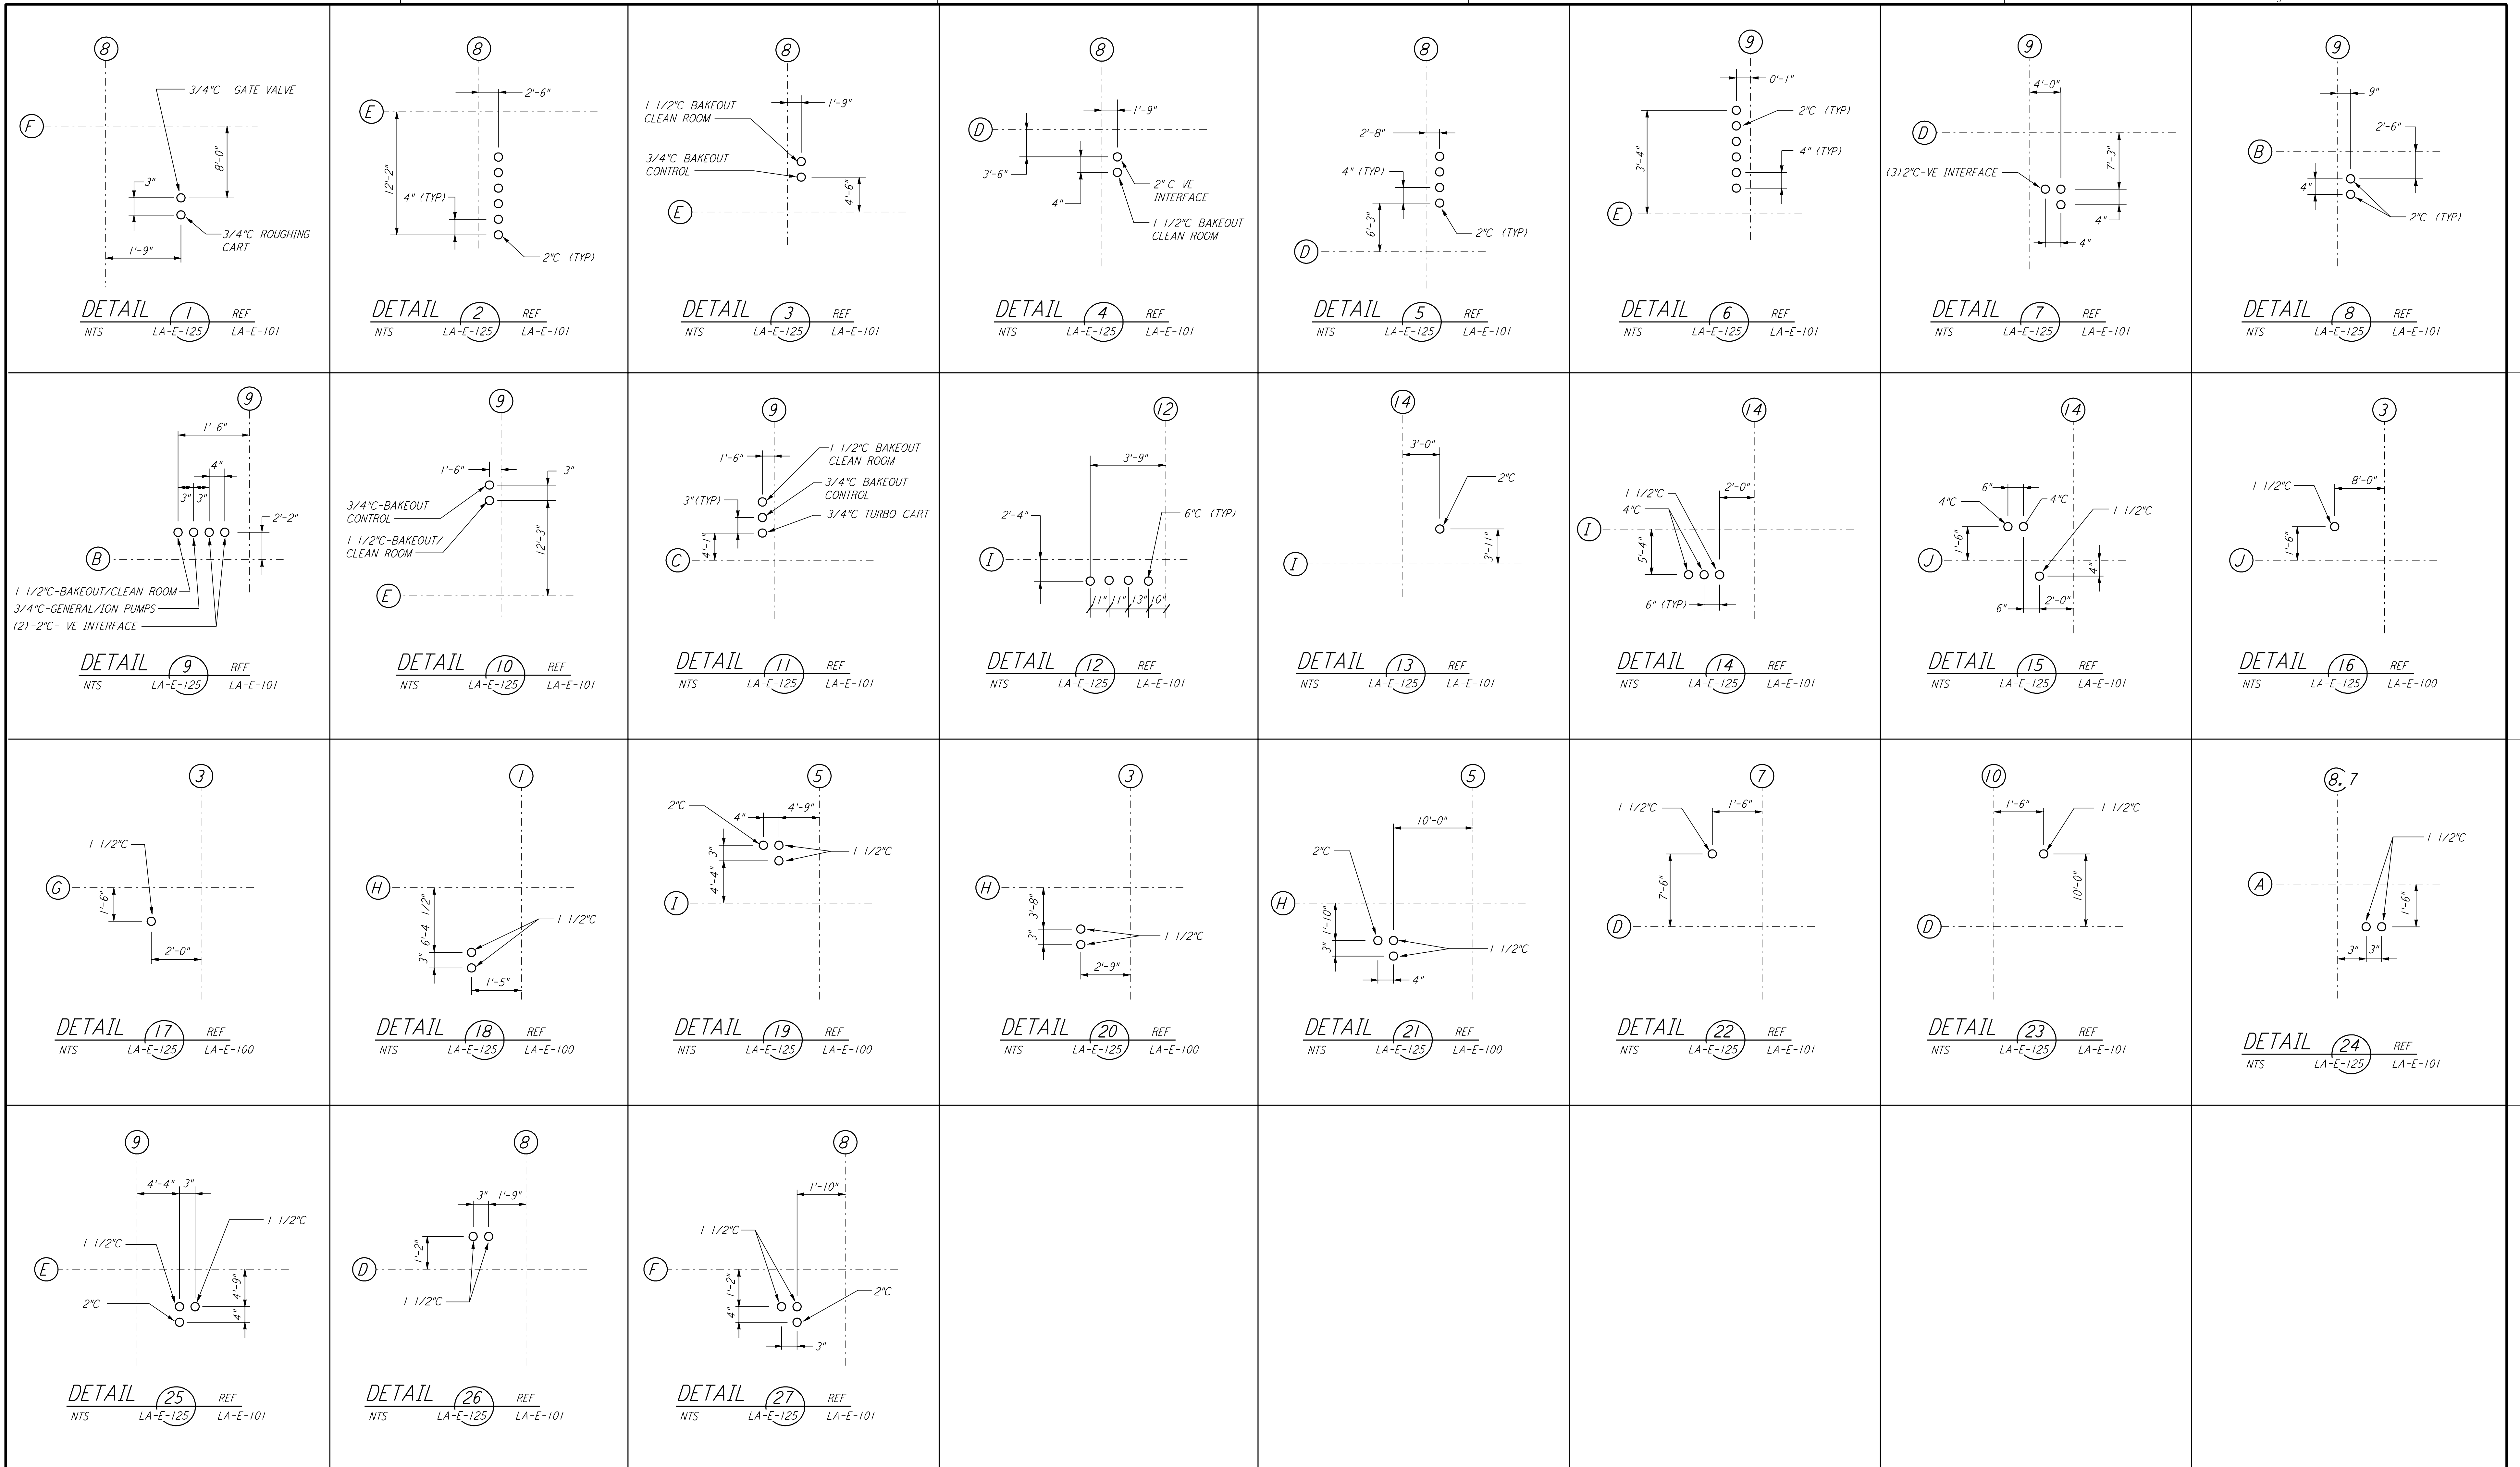 8
3/4"C GATE VALVE
F
8'-0"
3"
3/4"C ROUGHING
CART
1'-9"
DETAIL 1 REF
NTS LA-E-125 LA-E-101
8
2'-6"
E
12'-2"
4" (TYP)
2"C (TYP)
DETAIL 2 REF
NTS LA-E-125 LA-E-101
8
1 1/2"C BAKEOUT
CLEAN ROOM
1'-9"
3/4"C BAKEOUT
CONTROL
4'-6"
E
DETAIL 3 REF
NTS LA-E-125 LA-E-101
8
1'-9"
D
3'-6"
2" C VE
INTERFACE
4"
1 1/2"C BAKEOUT
CLEAN ROOM
DETAIL 4 REF
NTS LA-E-125 LA-E-101
8
2'-8"
4" (TYP)
6'-3"
2"C (TYP)
D
DETAIL 5 REF
NTS LA-E-125 LA-E-101
9
0'-1"
2"C (TYP)
3'-4"
4" (TYP)
E
DETAIL 6 REF
NTS LA-E-125 LA-E-101
9
4'-0"
D
7'-3"
(3)2"C-VE INTERFACE
4"
4"
DETAIL 7 REF
NTS LA-E-125 LA-E-101
9
9"
2'-6"
B
4"
2"C (TYP)
DETAIL 8 REF
NTS LA-E-125 LA-E-101
9
1'-6"
4"
3" 3"
2'-2"
B
1 1/2"C-BAKEOUT/CLEAN ROOM
3/4"C-GENERAL/ION PUMPS
(2)-2"C- VE INTERFACE
DETAIL 9 REF
NTS LA-E-125 LA-E-101
9
1'-6"
3"
3/4"C-BAKEOUT
CONTROL
1 1/2"C-BAKEOUT/
CLEAN ROOM
12'-3"
E
DETAIL 10 REF
NTS LA-E-125 LA-E-101
9
1 1/2"C BAKEOUT
CLEAN ROOM
1'-6"
3/4"C BAKEOUT
CONTROL
3"(TYP)
3/4"C-TURBO CART
4'-1"
C
DETAIL 11 REF
NTS LA-E-125 LA-E-101
12
3'-9"
2'-4"
6"C (TYP)
I
11" 11" 13" 10"
DETAIL 12 REF
NTS LA-E-125 LA-E-101
14
3'-0"
2"C
3'-11"
I
DETAIL 13 REF
NTS LA-E-125 LA-E-101
14
1 1/2"C
2'-0"
4"C
I
5'-4"
6" (TYP)
DETAIL 14 REF
NTS LA-E-125 LA-E-101
14
6"
4"C
4"C
1 1/2"C
1'-6"
J
4"
6"
2'-0"
DETAIL 15 REF
NTS LA-E-125 LA-E-101
3
1 1/2"C
8'-0"
1'-6"
J
DETAIL 16 REF
NTS LA-E-125 LA-E-100
3
1 1/2"C
G
1'-6"
2'-0"
DETAIL 17 REF
NTS LA-E-125 LA-E-100
1
H
6'-4 1/2"
1 1/2"C
3"
1'-5"
DETAIL 18 REF
NTS LA-E-125 LA-E-100
5
2"C
4'-9"
4"
3"
1 1/2"C
4'-4"
I
DETAIL 19 REF
NTS LA-E-125 LA-E-100
3
H
3'-8"
3"
1 1/2"C
2'-9"
DETAIL 20 REF
NTS LA-E-125 LA-E-100
5
10'-0"
2"C
H
1'-10"
3"
1 1/2"C
4"
DETAIL 21 REF
NTS LA-E-125 LA-E-100
7
1 1/2"C
1'-6"
7'-6"
D
DETAIL 22 REF
NTS LA-E-125 LA-E-101
10
1'-6"
1 1/2"C
10'-0"
D
DETAIL 23 REF
NTS LA-E-125 LA-E-101
8.7
1 1/2"C
A
1'-6"
3" 3"
DETAIL 24 REF
NTS LA-E-125 LA-E-101
9
4'-4" 3"
1 1/2"C
1 1/2"C
E
4'-9"
2"C
4"
DETAIL 25 REF
NTS LA-E-125 LA-E-101
8
3" 1'-9"
1'-2"
D
1 1/2"C
DETAIL 26 REF
NTS LA-E-125 LA-E-101
8
1'-10"
1 1/2"C
F
1'-2"
2"C
4"
3"
DETAIL 27 REF
NTS LA-E-125 LA-E-101